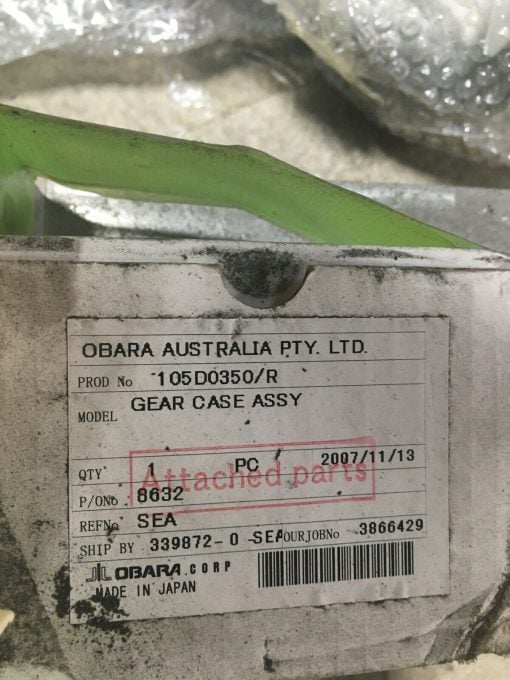 OBARA AUSTRALIA PTY. LTD.
PROD No 105D0350/R
MODEL GEAR CASE ASSY
QTY 1 PC 2007/11/13
Attached parts
P/ONo 8632
REFNo SEA
SHIP BY 339872-0 SEA OURJOBNo 3866429
OBARA.CORP
MADE IN JAPAN